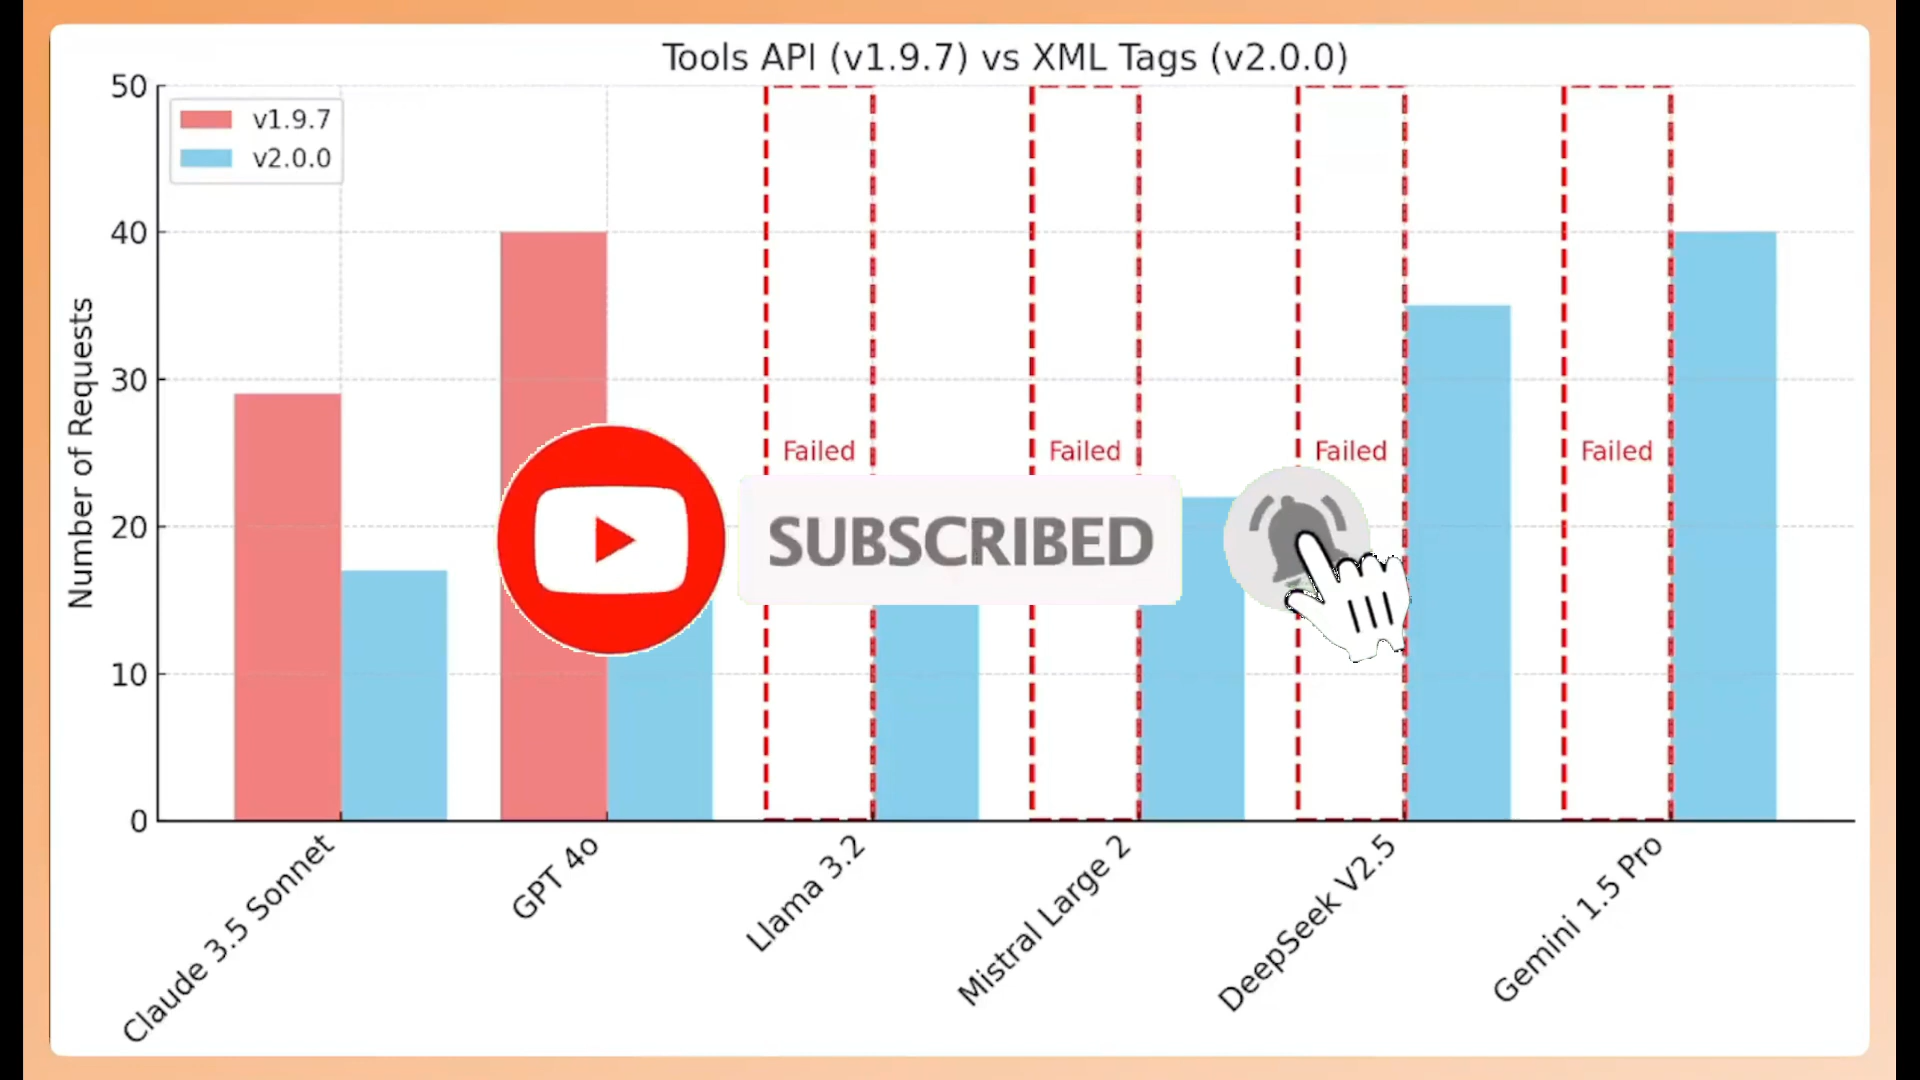 Tools API (v1.9.7) vs XML Tags (v2.0.0)
50
v1.9.7
v2.0.0
40
30
20
10
0
Number of Requests
Failed
Failed
Failed
Failed
SUBSCRIBED
Claude 3.5 Sonnet
GPT 4o
Llama 3.2
Mistral Large 2
DeepSeek V2.5
Gemini 1.5 Pro